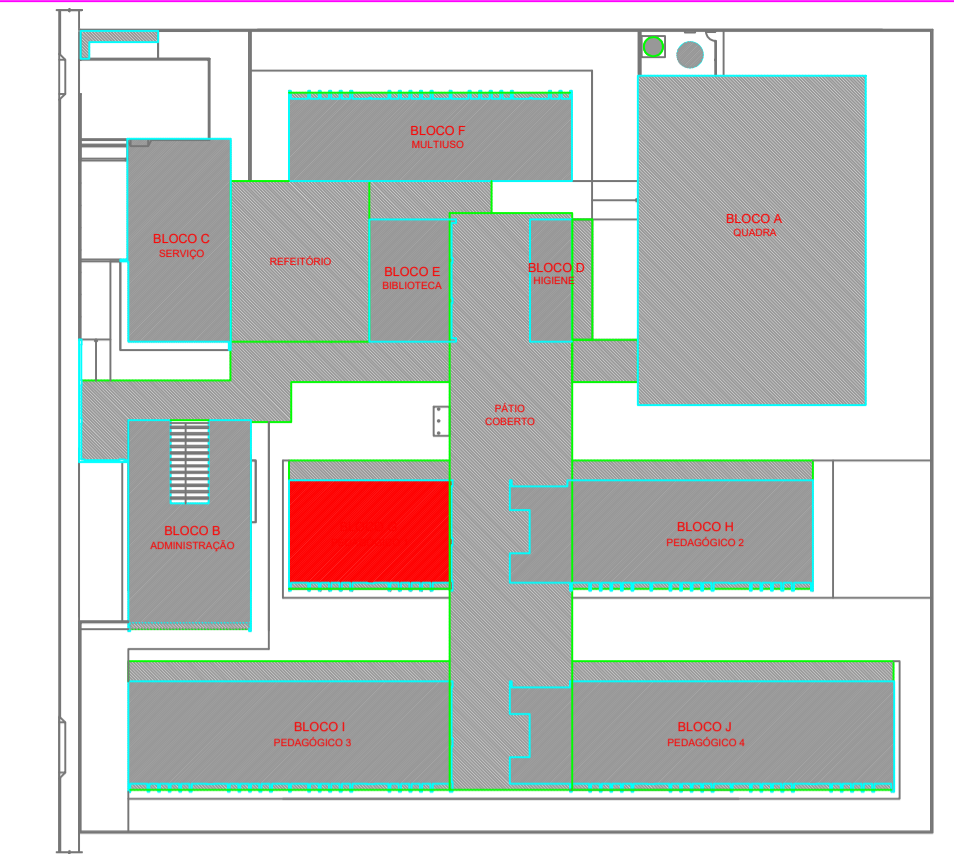 BLOCO F
MULTIUSO
BLOCO A
QUADRA
BLOCO C
SERVIÇO
REFEITÓRIO
BLOCO E
BIBLIOTECA
BLOCO D
HIGIENE
PÁTIO
COBERTO
BLOCO B
ADMINISTRAÇÃO
BLOCO H
PEDAGÓGICO 2
BLOCO I
PEDAGÓGICO 3
BLOCO J
PEDAGÓGICO 4